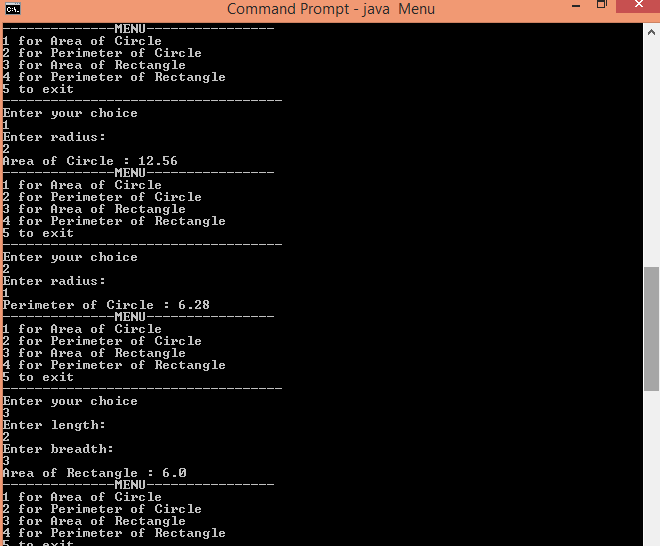 Command Prompt - java  Menu
--------------MENU----------------
1 for Area of Circle
2 for Perimeter of Circle
3 for Area of Rectangle
4 for Perimeter of Rectangle
5 to exit
-----------------------------------
Enter your choice
1
Enter radius:
2
Area of Circle : 12.56
--------------MENU----------------
1 for Area of Circle
2 for Perimeter of Circle
3 for Area of Rectangle
4 for Perimeter of Rectangle
5 to exit
-----------------------------------
Enter your choice
2
Enter radius:
1
Perimeter of Circle : 6.28
--------------MENU----------------
1 for Area of Circle
2 for Perimeter of Circle
3 for Area of Rectangle
4 for Perimeter of Rectangle
5 to exit
-----------------------------------
Enter your choice
3
Enter length:
2
Enter breadth:
3
Area of Rectangle : 6.0
--------------MENU----------------
1 for Area of Circle
2 for Perimeter of Circle
3 for Area of Rectangle
4 for Perimeter of Rectangle
5 to exit